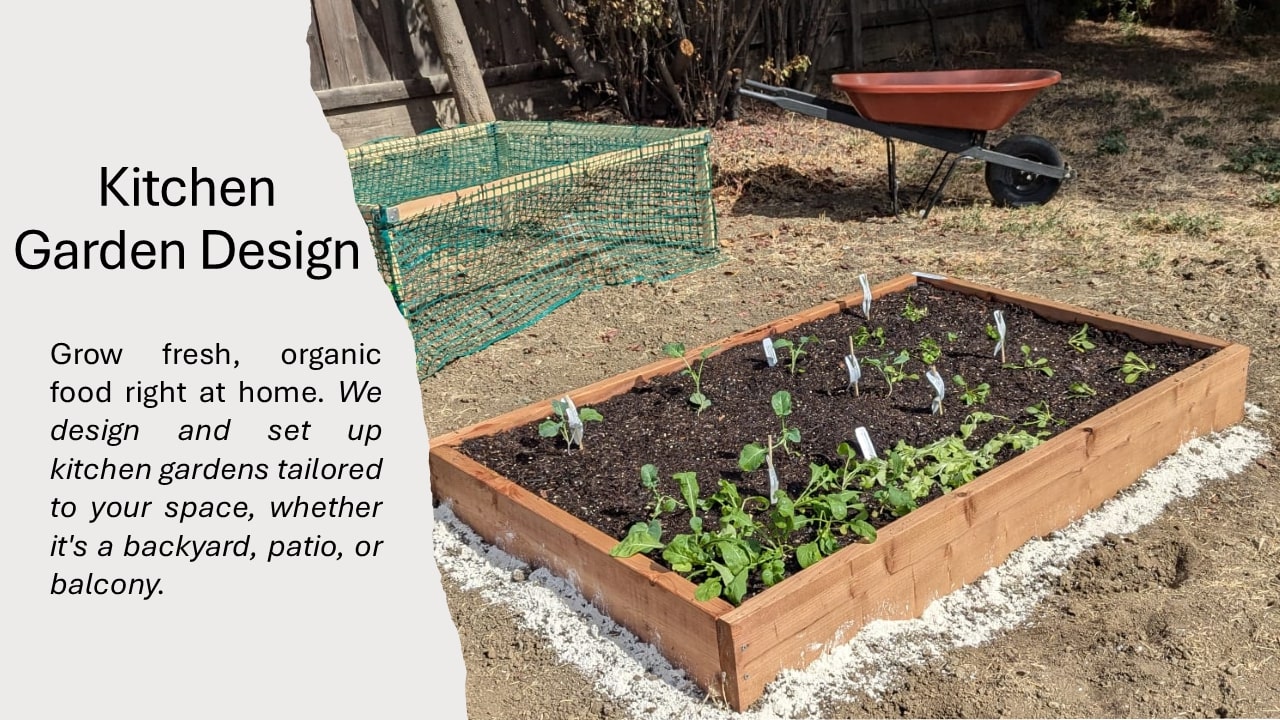 Kitchen
Garden Design
Grow fresh, organic
food right at home. We
design and set up
kitchen gardens tailored
to your space, whether
it's a backyard, patio, or
balcony.